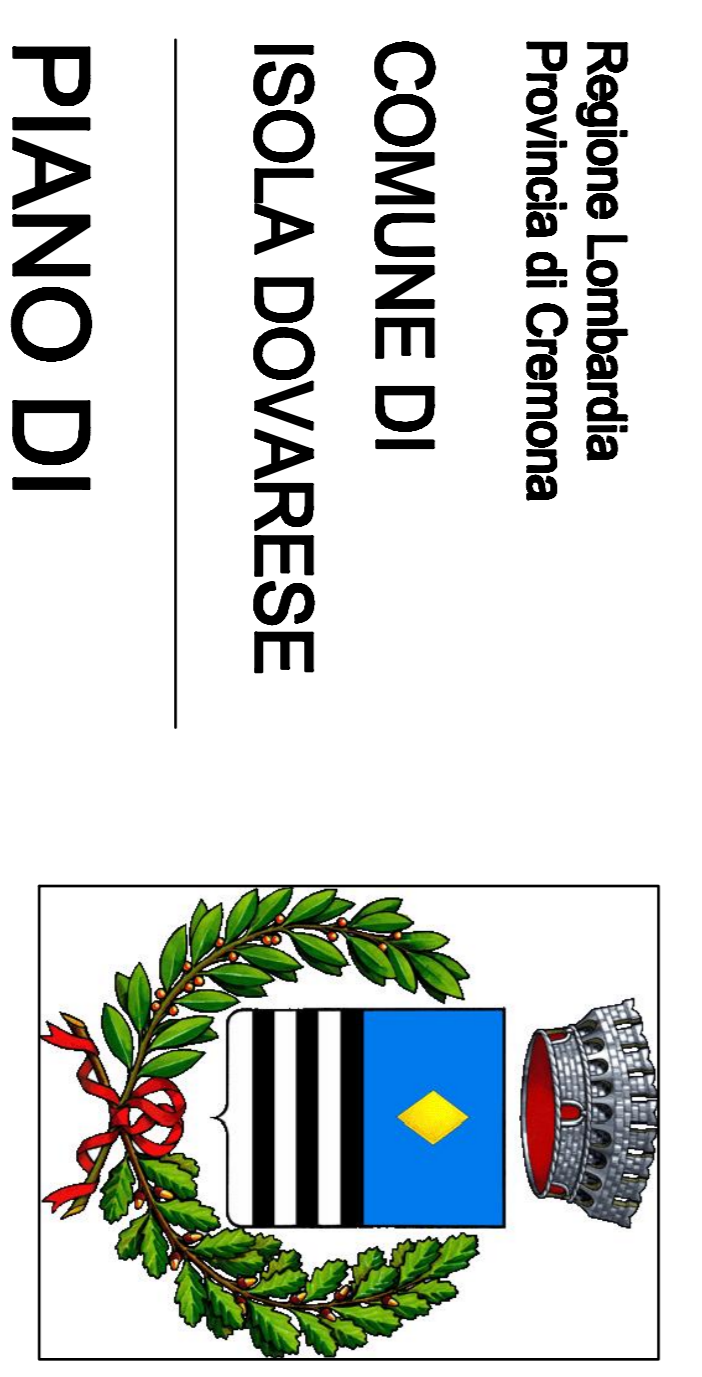 Regione Lombardia
Provincia di Cremona
COMUNE DI
ISOLA DOVARESE
PIANO DI